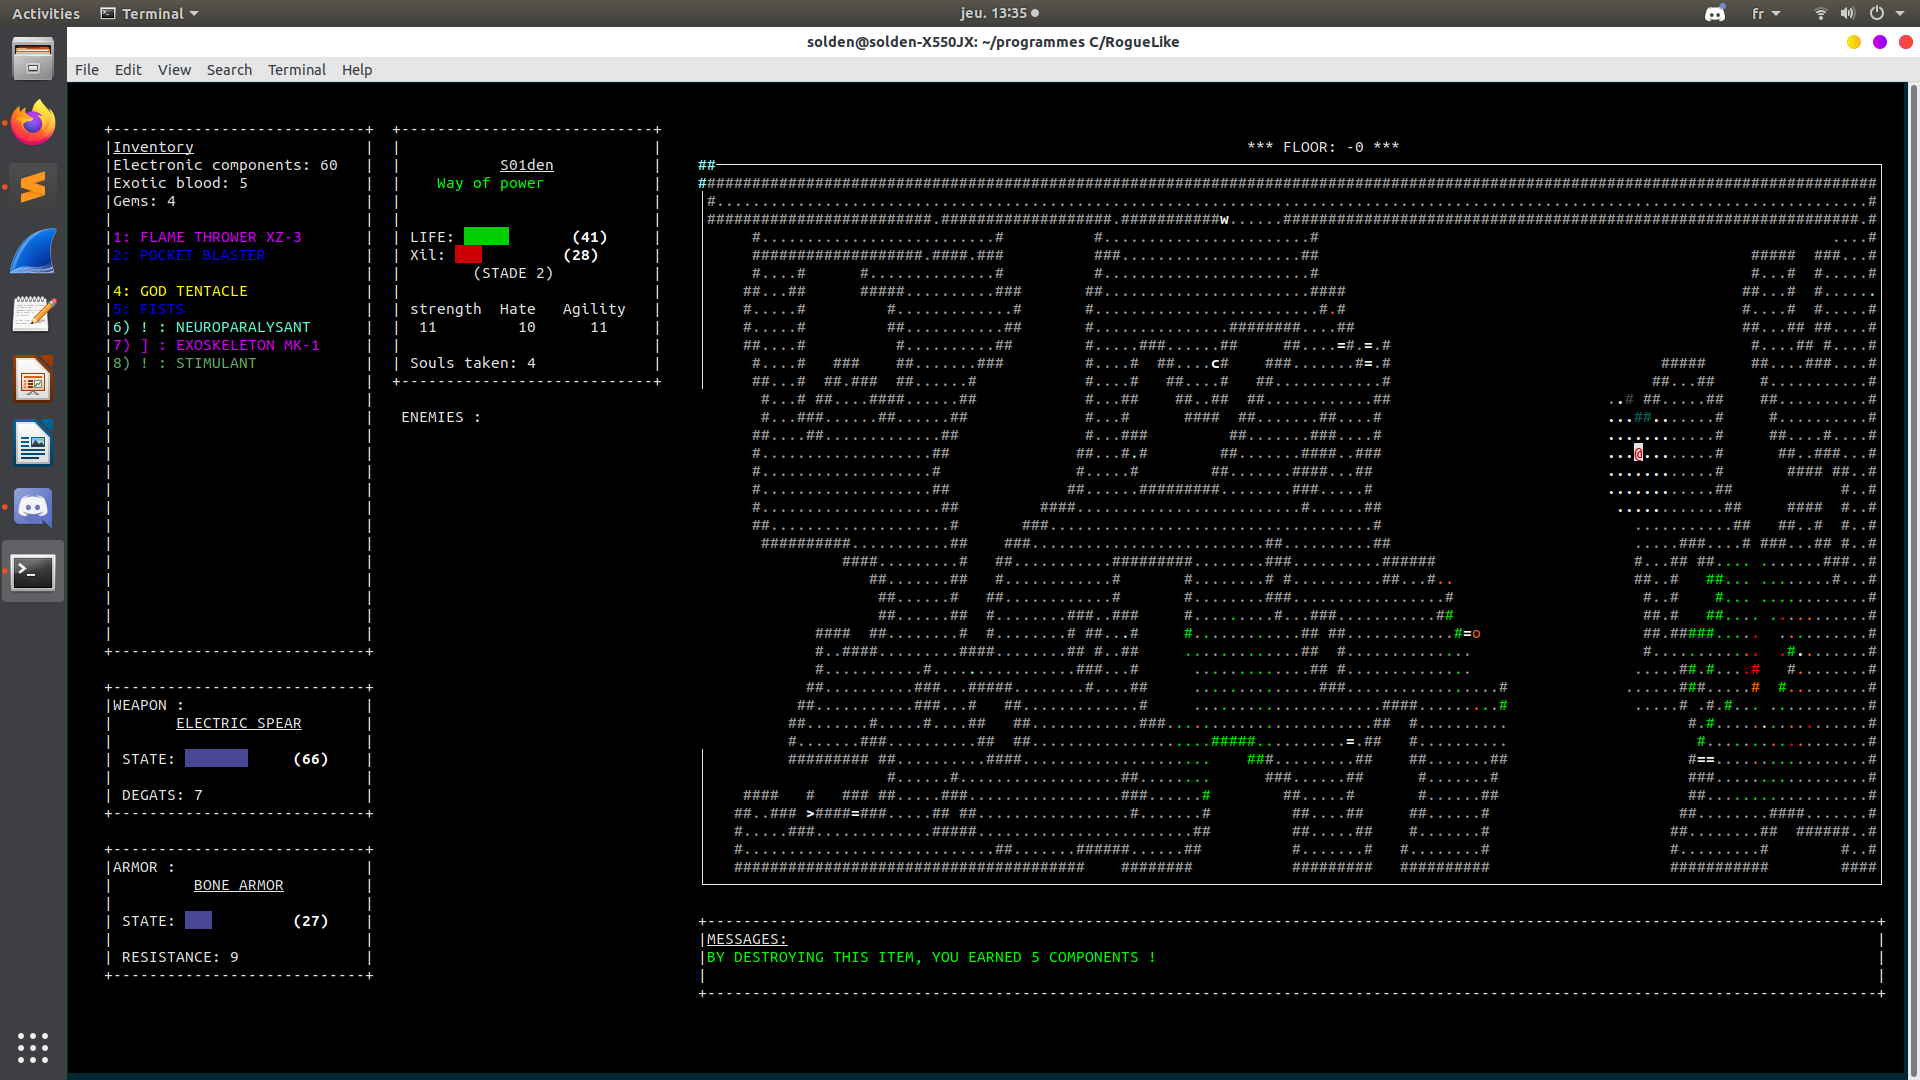 Activities Terminal jeu. 13:35 fr
solden@solden-X550JX: ~/programmes C/RogueLike
File Edit View Search Terminal Help
Inventory
Electronic components: 60
Exotic blood: 5
Gems: 4
1: FLAME THROWER XZ-3
2: POCKET BLASTER
4: GOD TENTACLE
5: FISTS
6) ! : NEUROPARALYSANT
7) ] : EXOSKELETON MK-1
8) ! : STIMULANT
S01den
Way of power
LIFE: (41)
Xil: (28)
(STADE 2)
strength Hate Agility
11 10 11
Souls taken: 4
ENEMIES :
WEAPON :
ELECTRIC SPEAR
STATE: (66)
DEGATS: 7
ARMOR :
BONE ARMOR
STATE: (27)
RESISTANCE: 9
*** FLOOR: -0 ***
MESSAGES:
BY DESTROYING THIS ITEM, YOU EARNED 5 COMPONENTS !